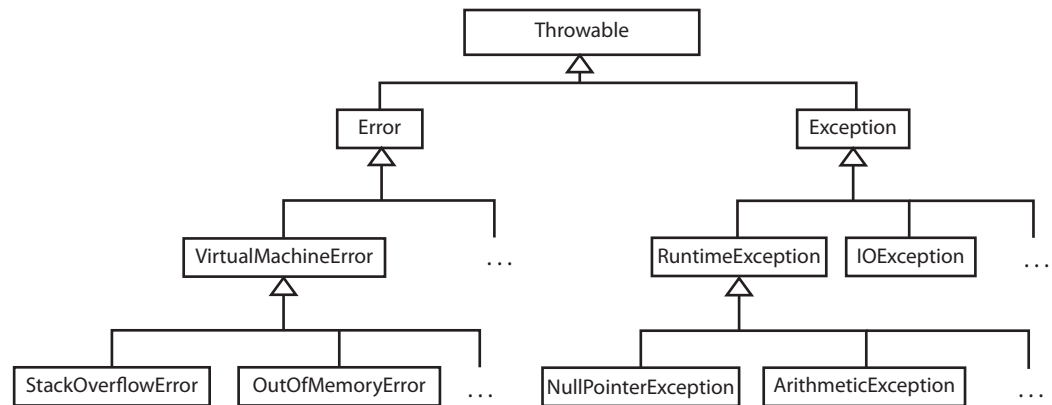 Throwable
Error
Exception
VirtualMachineError
...
RuntimeException
IOException
...
StackOverflowError
OutOfMemoryError
...
NullPointerException
ArithmeticException
...